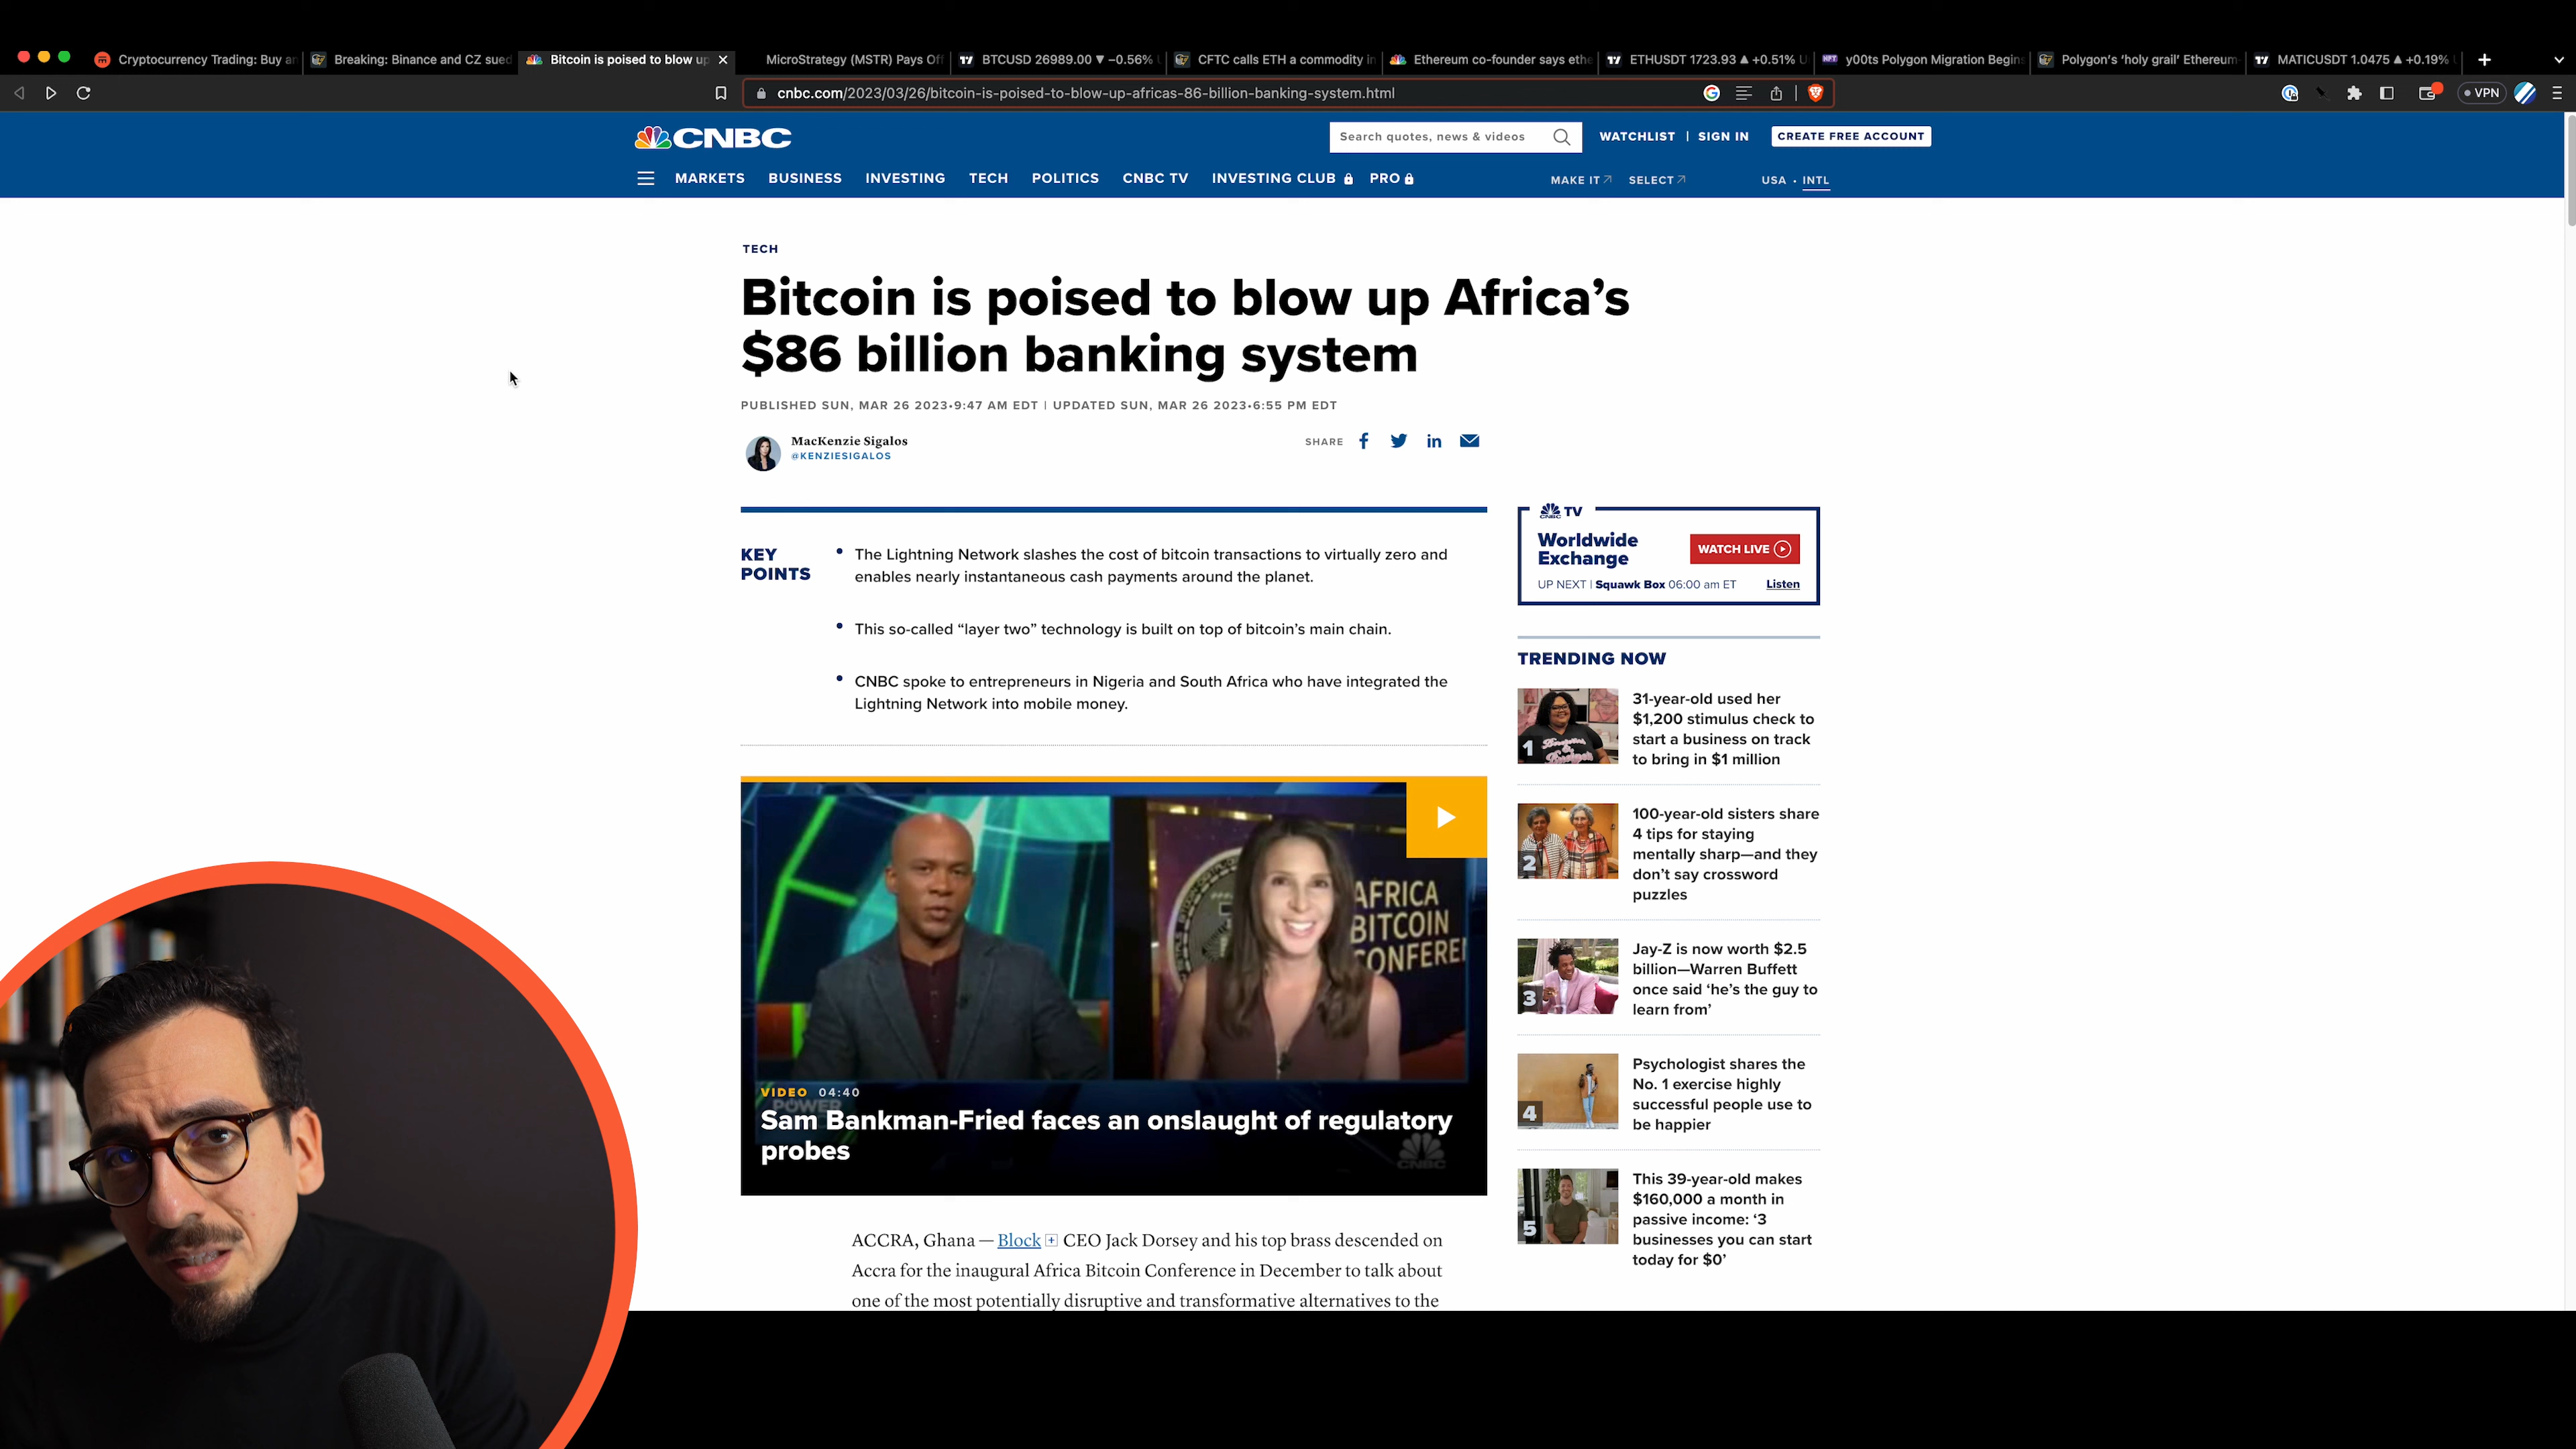 Cryptocurrency Trading: Buy an
Breaking: Binance and CZ sued
Bitcoin is poised to blow up
MicroStrategy (MSTR) Pays Off
BTCUSD 26989.00 ▼ −0.56%
CFTC calls ETH a commodity in
Ethereum co-founder says ethe
ETHUSDT 1723.93 ▲ +0.51% U
y00ts Polygon Migration Begins
Polygon's 'holy grail' Ethereum-
MATICUSDT 1.0475 ▲ +0.19%
cnbc.com/2023/03/26/bitcoin-is-poised-to-blow-up-africas-86-billion-banking-system.html
VPN
CNBC
Search quotes, news & videos
WATCHLIST | SIGN IN
CREATE FREE ACCOUNT
MARKETS BUSINESS INVESTING TECH POLITICS CNBC TV INVESTING CLUB PRO
MAKE IT SELECT USA • INTL
TECH
Bitcoin is poised to blow up Africa's
$86 billion banking system
PUBLISHED SUN, MAR 26 2023•9:47 AM EDT | UPDATED SUN, MAR 26 2023•6:55 PM EDT
MacKenzie Sigalos
@KENZIESIGALOS
SHARE
KEY
POINTS
The Lightning Network slashes the cost of bitcoin transactions to virtually zero and
enables nearly instantaneous cash payments around the planet.
This so-called “layer two” technology is built on top of bitcoin's main chain.
CNBC spoke to entrepreneurs in Nigeria and South Africa who have integrated the
Lightning Network into mobile money.
AFRICA
BITCOIN
CONFERE
VIDEO 04:40
POWER
Sam Bankman-Fried faces an onslaught of regulatory
probes
CNBC
ACCRA, Ghana — Block + CEO Jack Dorsey and his top brass descended on
Accra for the inaugural Africa Bitcoin Conference in December to talk about
one of the most potentially disruptive and transformative alternatives to the
CNBC TV
Worldwide
Exchange
WATCH LIVE
UP NEXT | Squawk Box 06:00 am ET
Listen
TRENDING NOW
1
31-year-old used her
$1,200 stimulus check to
start a business on track
to bring in $1 million
2
100-year-old sisters share
4 tips for staying
mentally sharp—and they
don't say crossword
puzzles
3
Jay-Z is now worth $2.5
billion—Warren Buffett
once said ‘he's the guy to
learn from’
4
Psychologist shares the
No. 1 exercise highly
successful people use to
be happier
5
This 39-year-old makes
$160,000 a month in
passive income: ‘3
businesses you can start
today for $0’